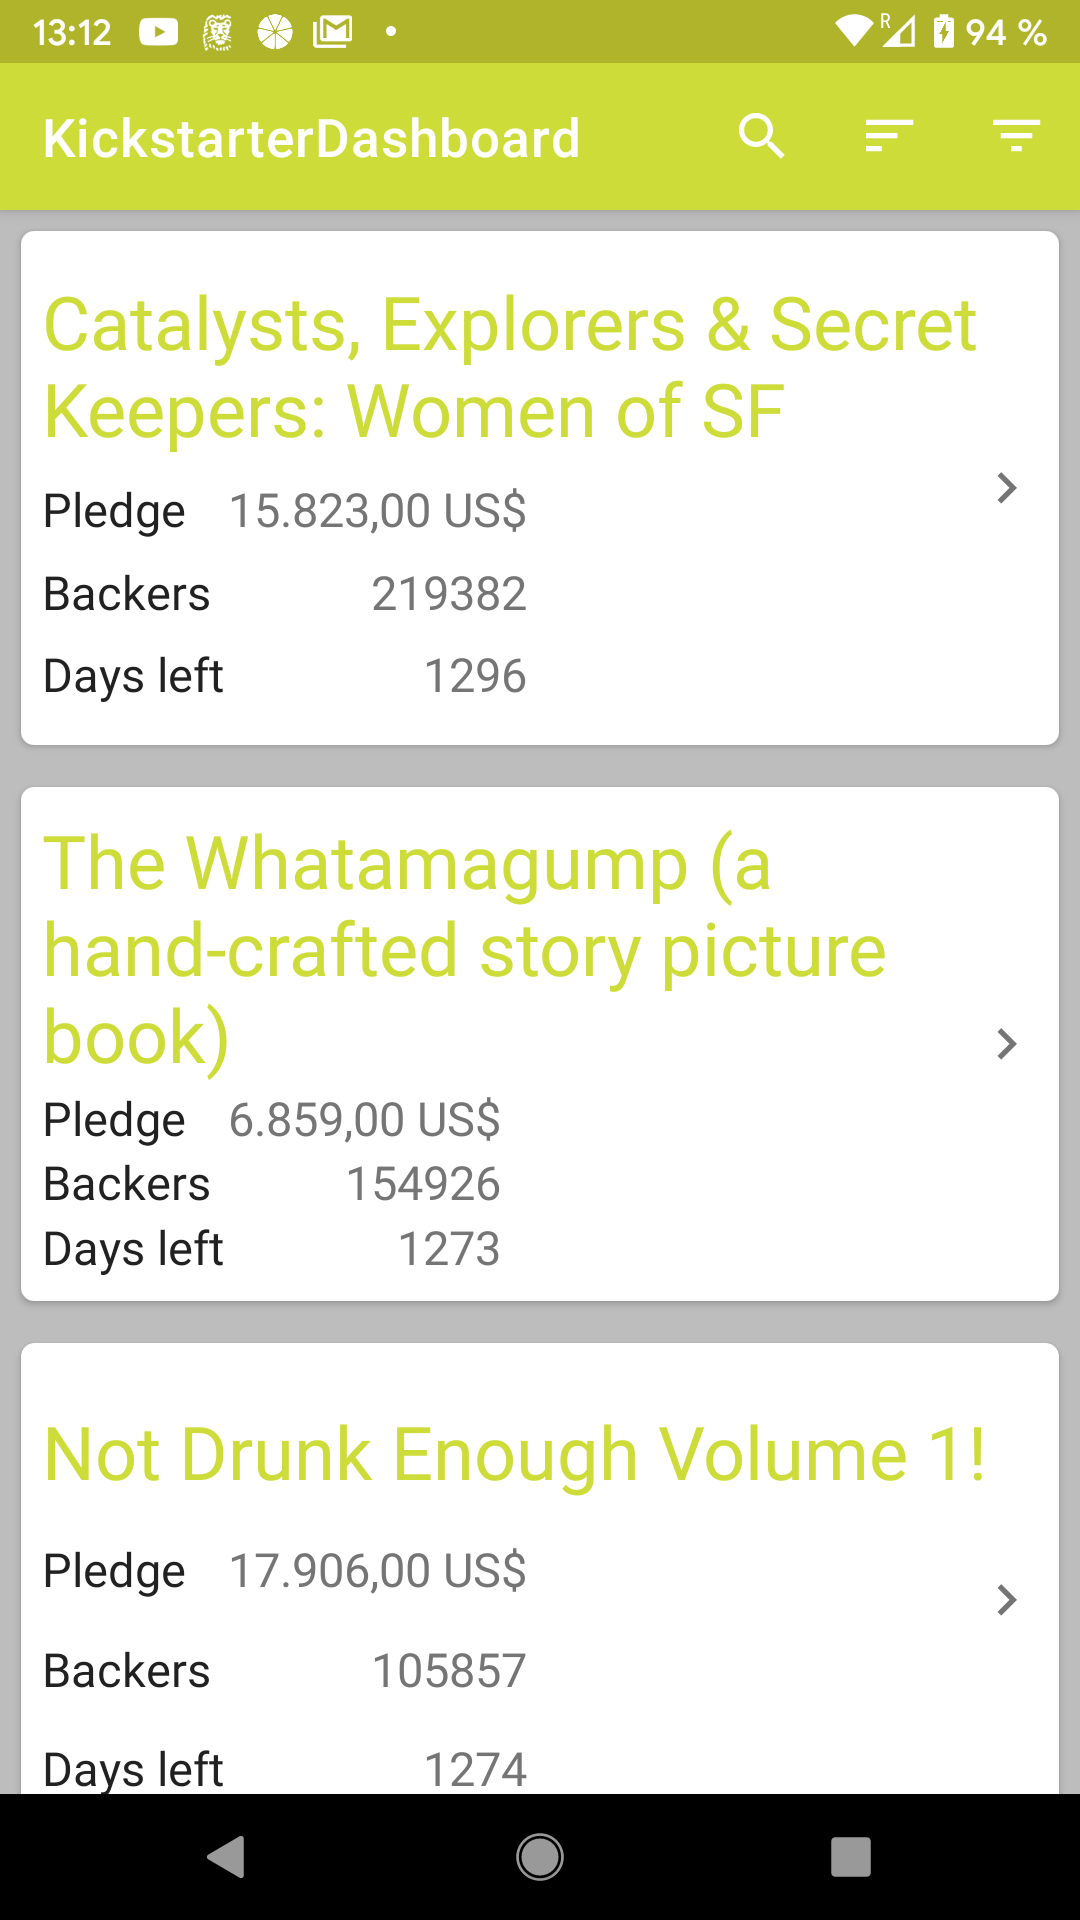 13:12 R 94 %
KickstarterDashboard
Catalysts, Explorers & Secret
Keepers: Women of SF
Pledge 15.823,00 US$
Backers 219382
Days left 1296
The Whatamagump (a
hand-crafted story picture
book)
Pledge 6.859,00 US$
Backers 154926
Days left 1273
Not Drunk Enough Volume 1!
Pledge 17.906,00 US$
Backers 105857
Days left 1274